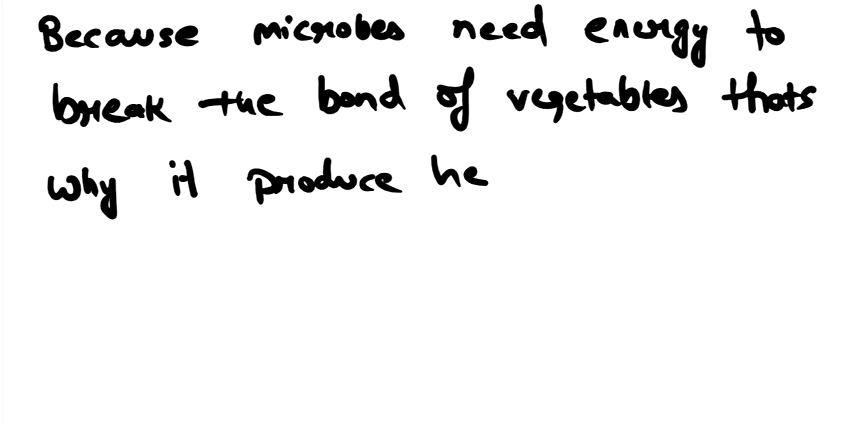 Because microbes need energy to
break the bond of vegetables thats
why it produce he